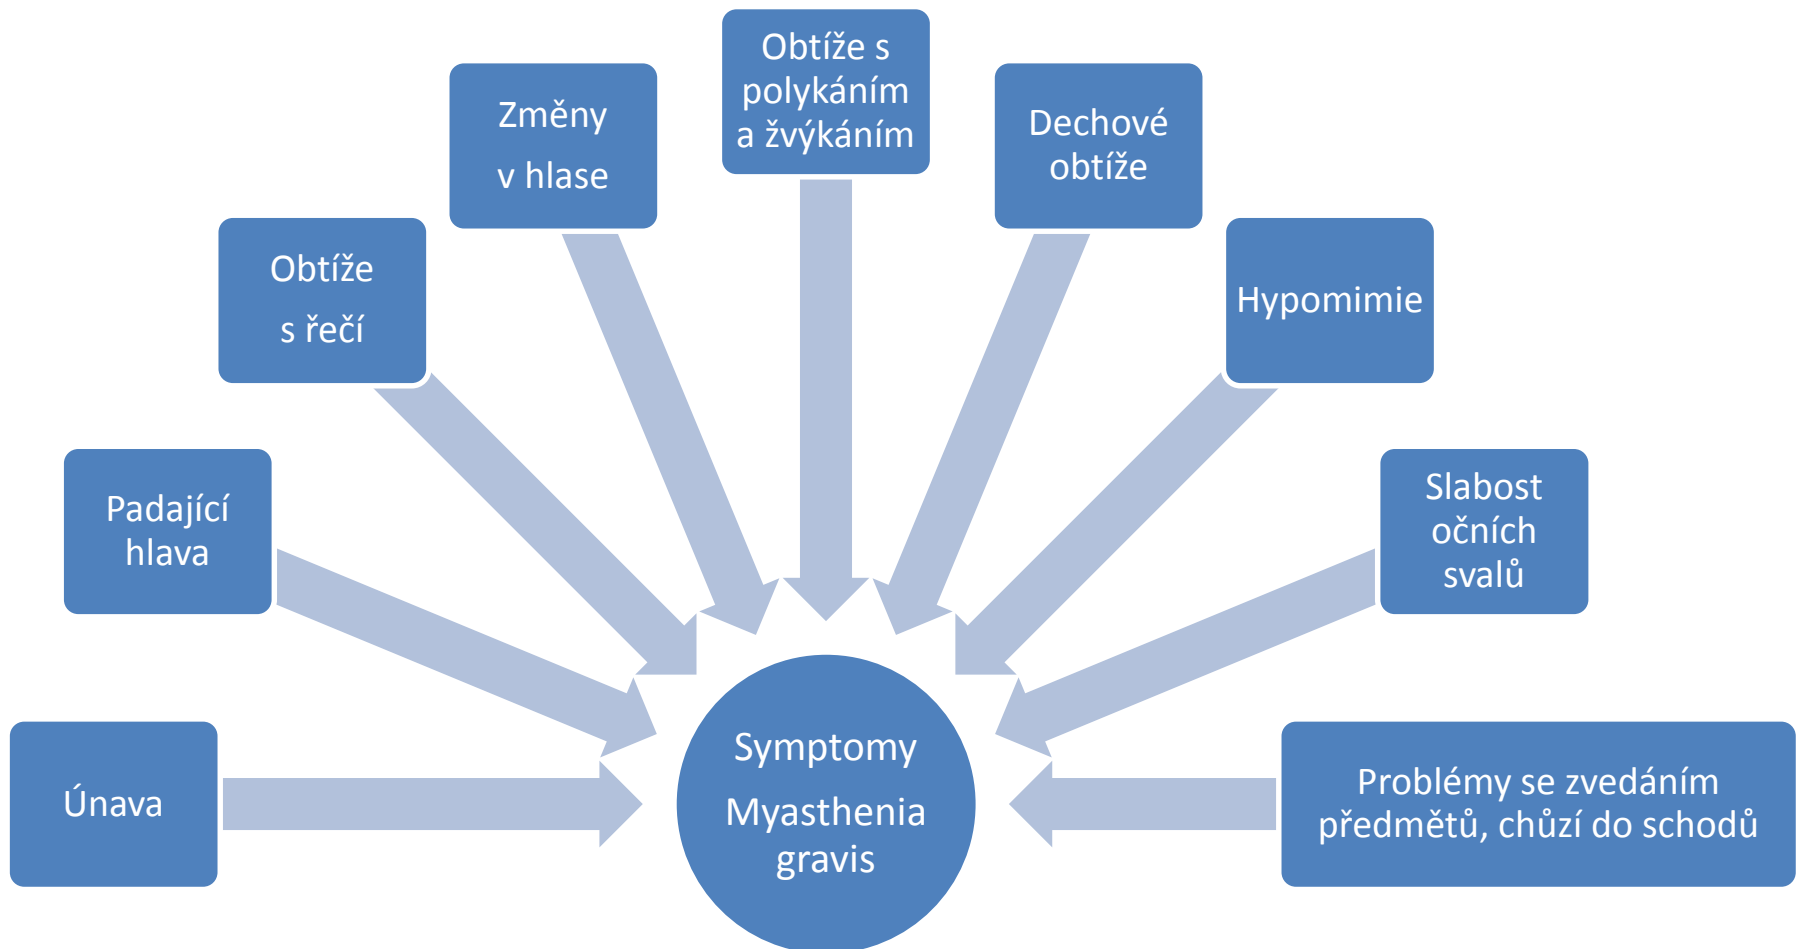 Obtíže s
polykáním
a žvýkáním
Změny
v hlase
Dechové
obtíže
Obtíže
s řečí
Hypomimie
Padající
hlava
Slabost
očních
svalů
Únava
Symptomy
Myasthenia
gravis
Problémy se zvedáním
předmětů, chůzí do schodů